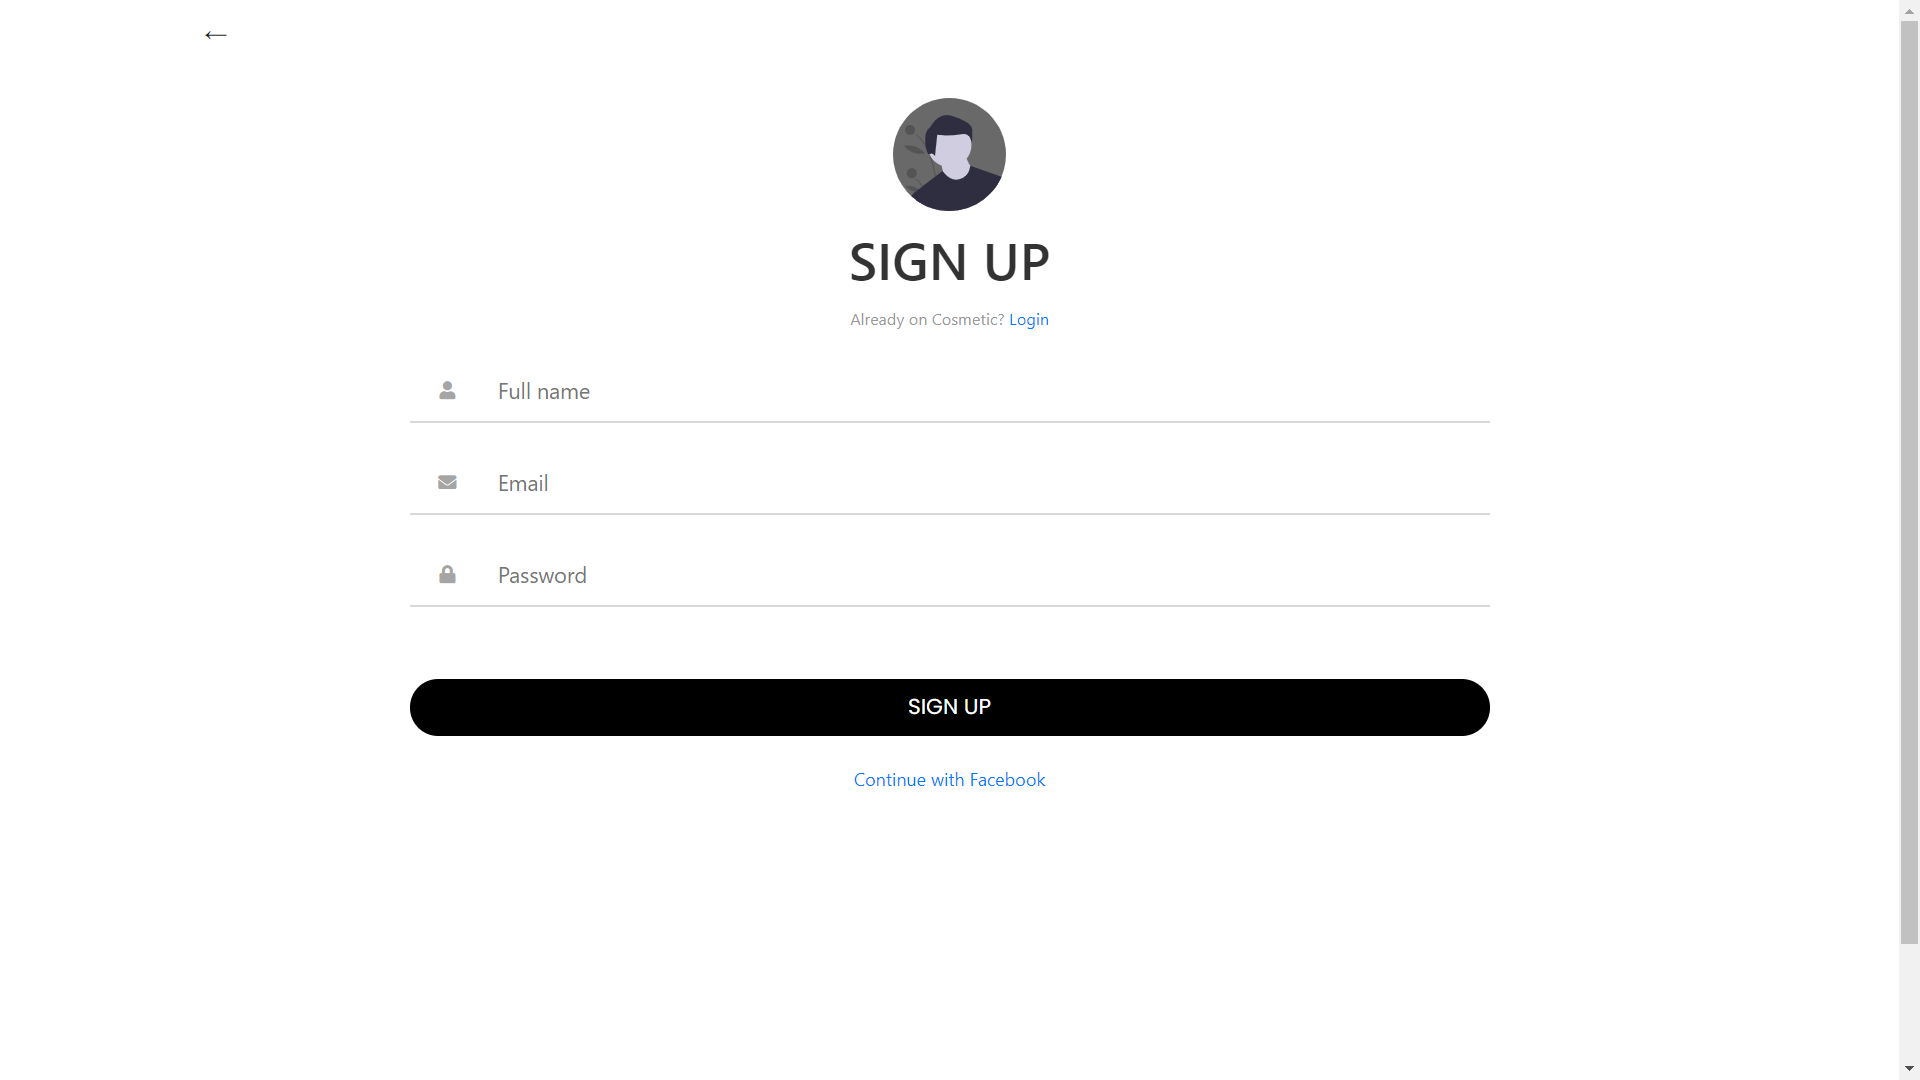 ←
SIGN UP
Already on Cosmetic? Login
Full name
Email
Password
SIGN UP
Continue with Facebook